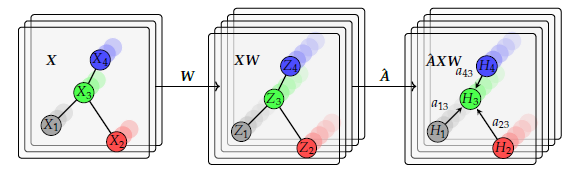 X
X₄
X₃
X₁
X₂
W
XW
Z₄
Z₃
Z₁
Z₂
Â
ÂXW
H₄
a₄₃
H₃
a₁₃
H₁
a₂₃
H₂